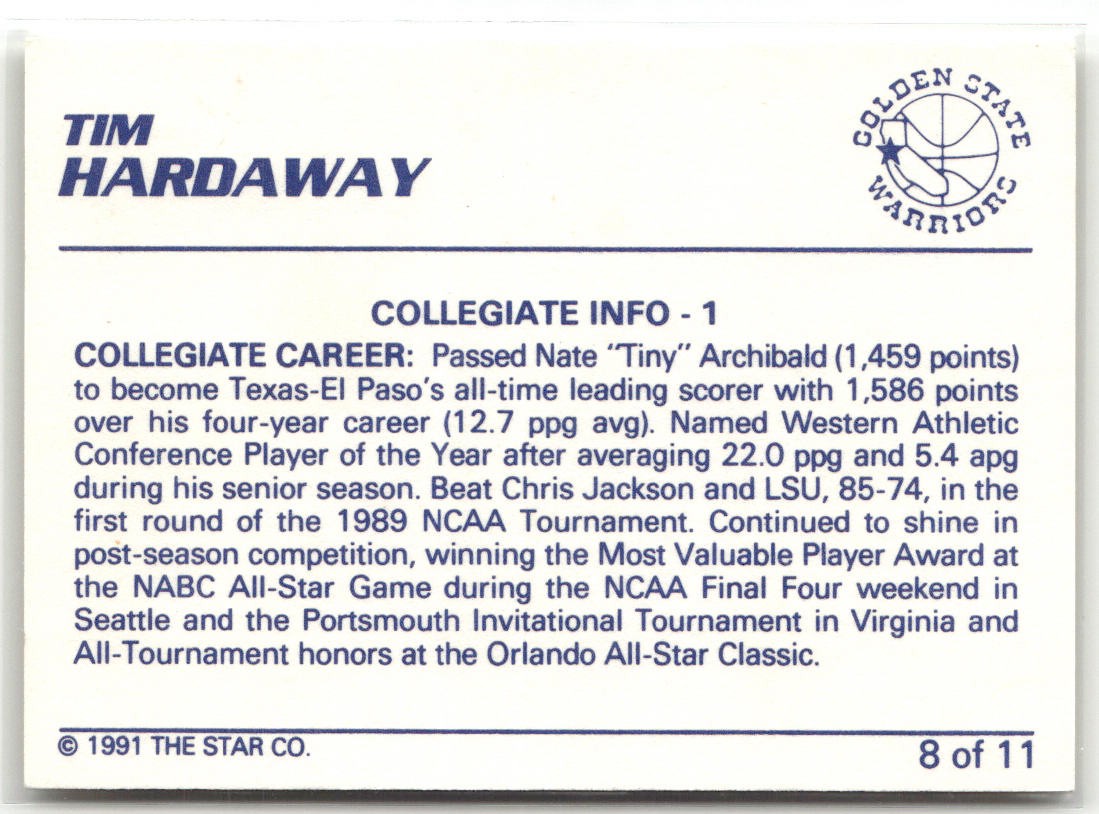 TIM
HARDAWAY
GOLDEN STATE
WARRIORS
COLLEGIATE INFO - 1
COLLEGIATE CAREER: Passed Nate "Tiny" Archibald (1,459 points)
to become Texas-El Paso's all-time leading scorer with 1,586 points
over his four-year career (12.7 ppg avg). Named Western Athletic
Conference Player of the Year after averaging 22.0 ppg and 5.4 apg
during his senior season. Beat Chris Jackson and LSU, 85-74, in the
first round of the 1989 NCAA Tournament. Continued to shine in
post-season competition, winning the Most Valuable Player Award at
the NABC All-Star Game during the NCAA Final Four weekend in
Seattle and the Portsmouth Invitational Tournament in Virginia and
All-Tournament honors at the Orlando All-Star Classic.
© 1991 THE STAR CO.
8 of 11